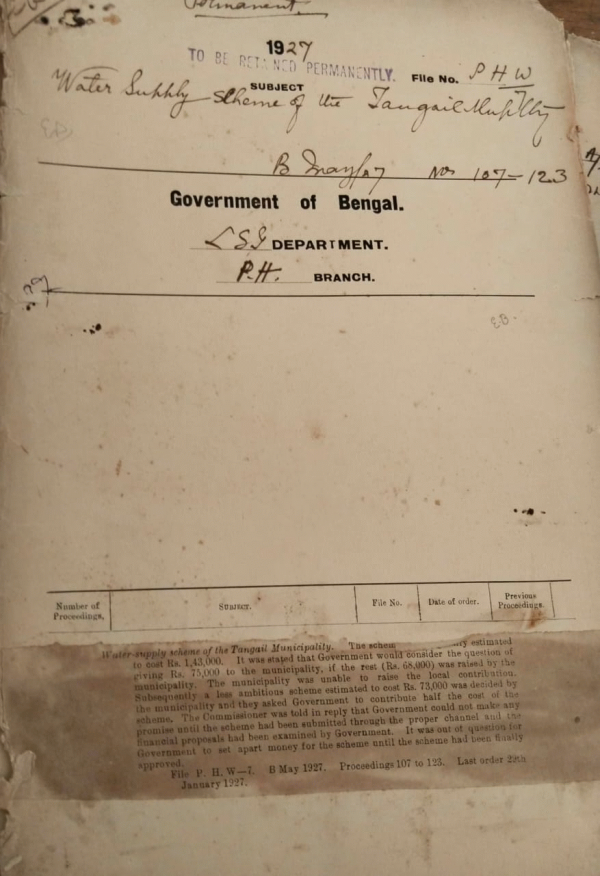 Permanent.
1927
TO BE RETAINED PERMANENTLY.
File No. P H W
7
SUBJECT
Water Supply Scheme of the Tangail Muplty
B May/27 Nos 107-123
Government of Bengal.
LSG DEPARTMENT.
P.H. BRANCH.
Number of Proceedings. SUBJECT. File No. Date of order. Previous Proceedings.
Water-supply scheme of the Tangail Municipality. The schem estimated
to cost Rs. 1,43,000. It was stated that Government would consider the question of
giving Rs. 75,000 to the municipality, if the rest (Rs. 68,000) was raised by the
municipality. The municipality was unable to raise the local contribution.
Subsequently a less ambitious scheme estimated to cost Rs. 73,000 was decided by
the municipality and they asked Government to contribute half the cost of the
scheme. The Commissioner was told in reply that Government could not make any
promise until the scheme had been submitted through the proper channel and the
financial proposals had been examined by Government. It was out of question for
Government to set apart money for the scheme until the scheme had been finally
approved.
File P. H. W—7. B May 1927. Proceedings 107 to 123. Last order 29th
January 1927.